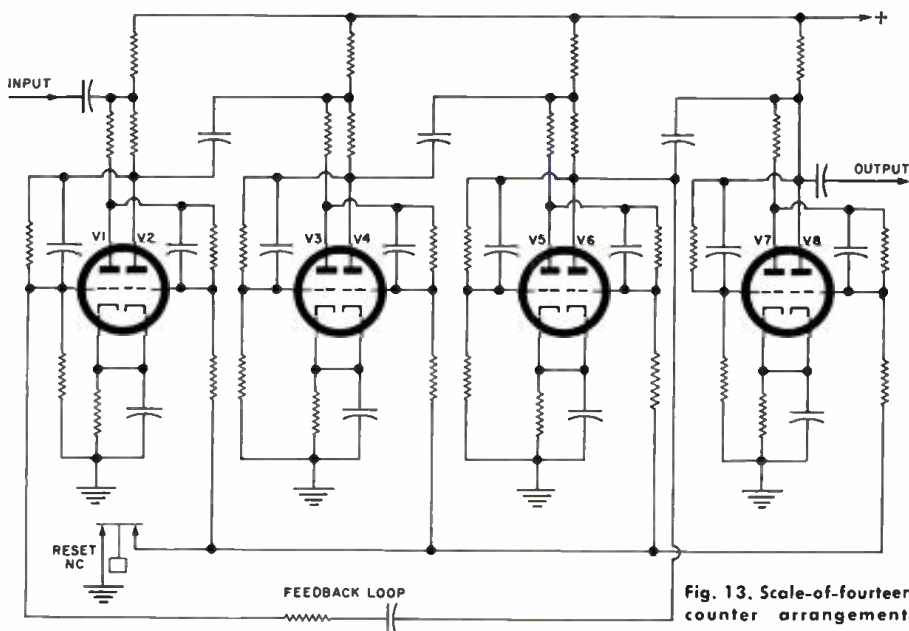 +
INPUT
OUTPUT
V1 V2
V3 V4
V5 V6
V7 V8
RESET
NC
FEEDBACK LOOP
Fig. 13. Scale-of-fourteen
counter arrangement